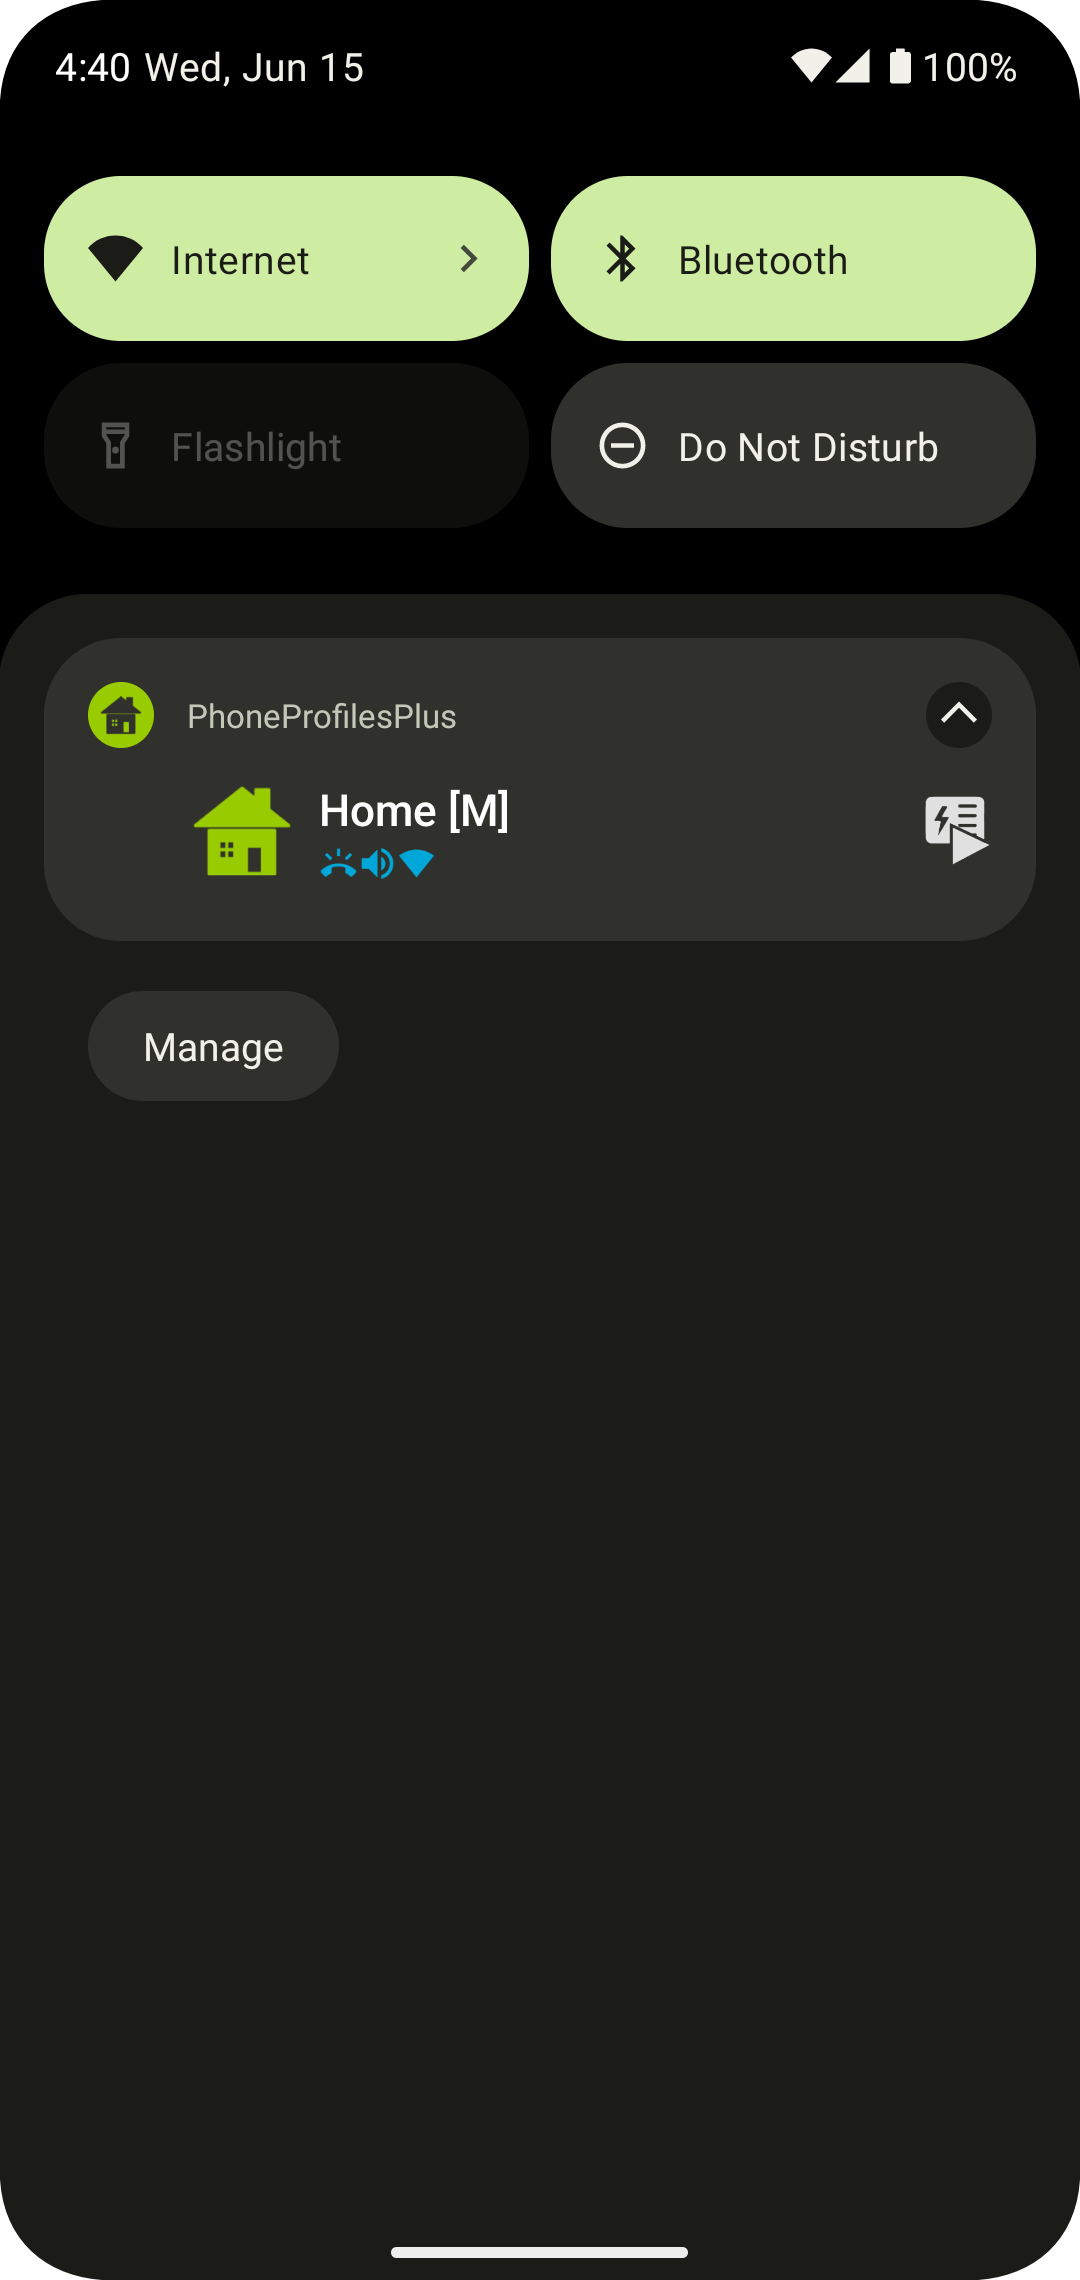 4:40 Wed, Jun 15 100%
Internet
Bluetooth
Flashlight
Do Not Disturb
PhoneProfilesPlus
Home [M]
Manage